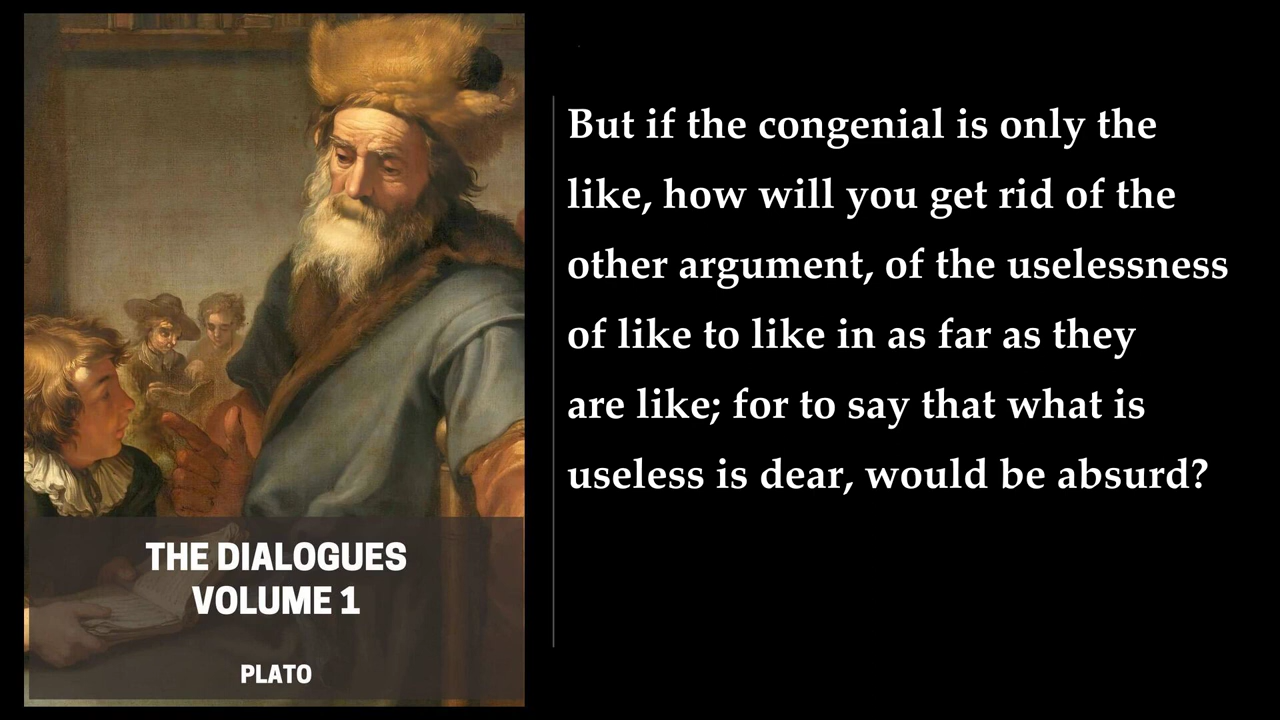 THE DIALOGUES
VOLUME 1
PLATO
But if the congenial is only the
like, how will you get rid of the
other argument, of the uselessness
of like to like in as far as they
are like; for to say that what is
useless is dear, would be absurd?